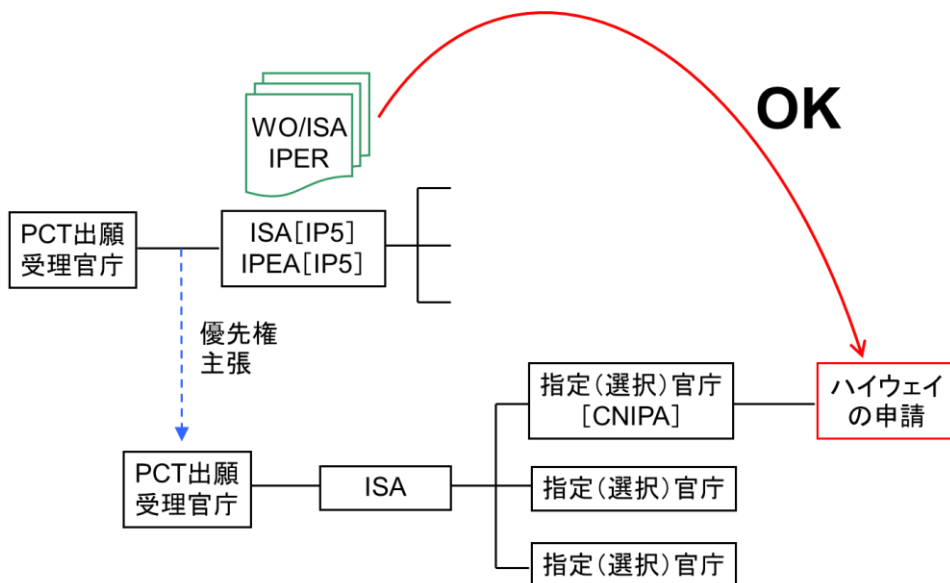 WO/ISA
IPER
OK
PCT出願
受理官庁
ISA[IP5]
IPEA[IP5]
優先権
主張
指定(選択)官庁
[CNIPA]
ハイウェイ
の申請
PCT出願
受理官庁
ISA
指定(選択)官庁
指定(選択)官庁